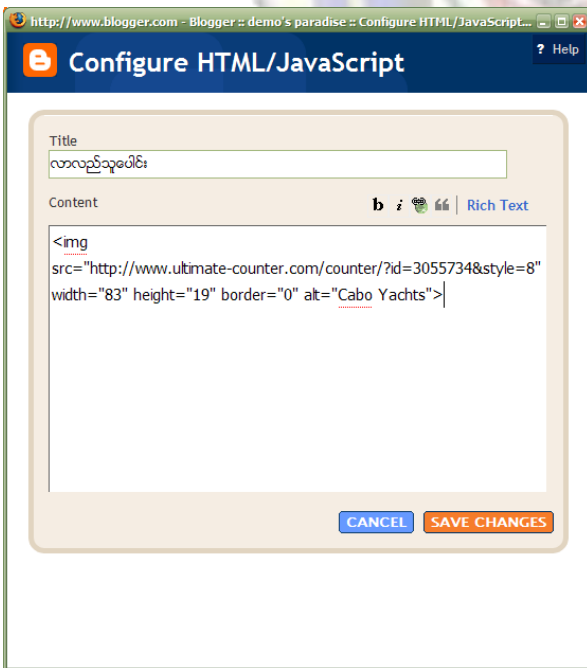 http://www.blogger.com - Blogger :: demo's paradise :: Configure HTML/JavaScript...
Configure HTML/JavaScript
? Help
Title
လာလည်သူပေါင်း
Content
b i Rich Text
<img
src="http://www.ultimate-counter.com/counter/?id=3055734&style=8"
width="83" height="19" border="0" alt="Cabo Yachts">
CANCEL SAVE CHANGES